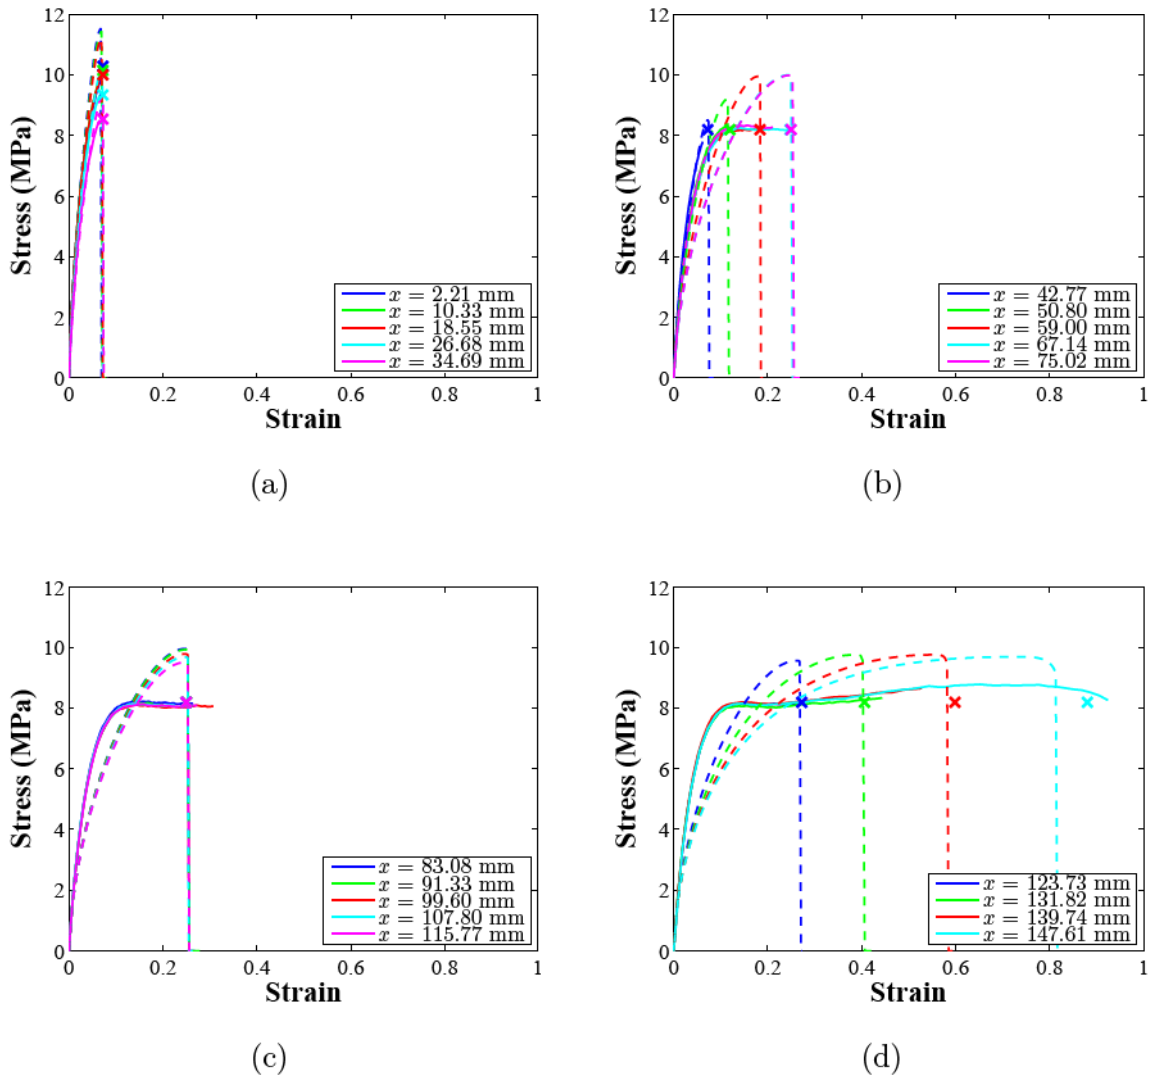 12
10
8
6
4
2
0
0 0.2 0.4 0.6 0.8 1
Stress (MPa)
Strain
x = 2.21 mm
x = 10.33 mm
x = 18.55 mm
x = 26.68 mm
x = 34.69 mm
(a)
12
10
8
6
4
2
0
0 0.2 0.4 0.6 0.8 1
Stress (MPa)
Strain
x = 42.77 mm
x = 50.80 mm
x = 59.00 mm
x = 67.14 mm
x = 75.02 mm
(b)
12
10
8
6
4
2
0
0 0.2 0.4 0.6 0.8 1
Stress (MPa)
Strain
x = 83.08 mm
x = 91.33 mm
x = 99.60 mm
x = 107.80 mm
x = 115.77 mm
(c)
12
10
8
6
4
2
0
0 0.2 0.4 0.6 0.8 1
Stress (MPa)
Strain
x = 123.73 mm
x = 131.82 mm
x = 139.74 mm
x = 147.61 mm
(d)